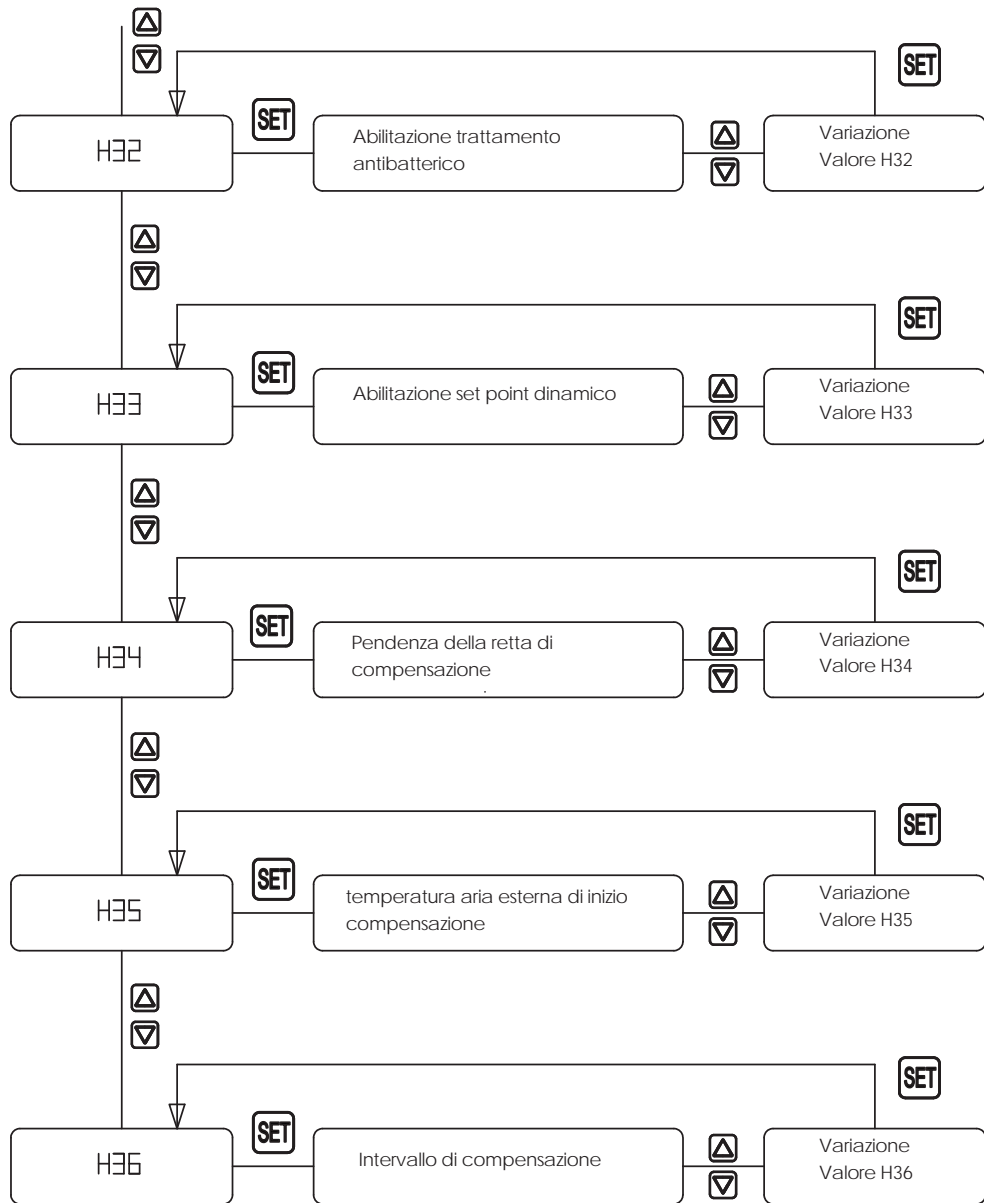 SET
H32
SET
Abilitazione trattamento
antibatterico
Variazione
Valore H32
SET
H33
SET
Abilitazione set point dinamico
Variazione
Valore H33
SET
H34
SET
Pendenza della retta di
compensazione
Variazione
Valore H34
SET
H35
SET
temperatura aria esterna di inizio
compensazione
Variazione
Valore H35
SET
H36
SET
Intervallo di compensazione
Variazione
Valore H36